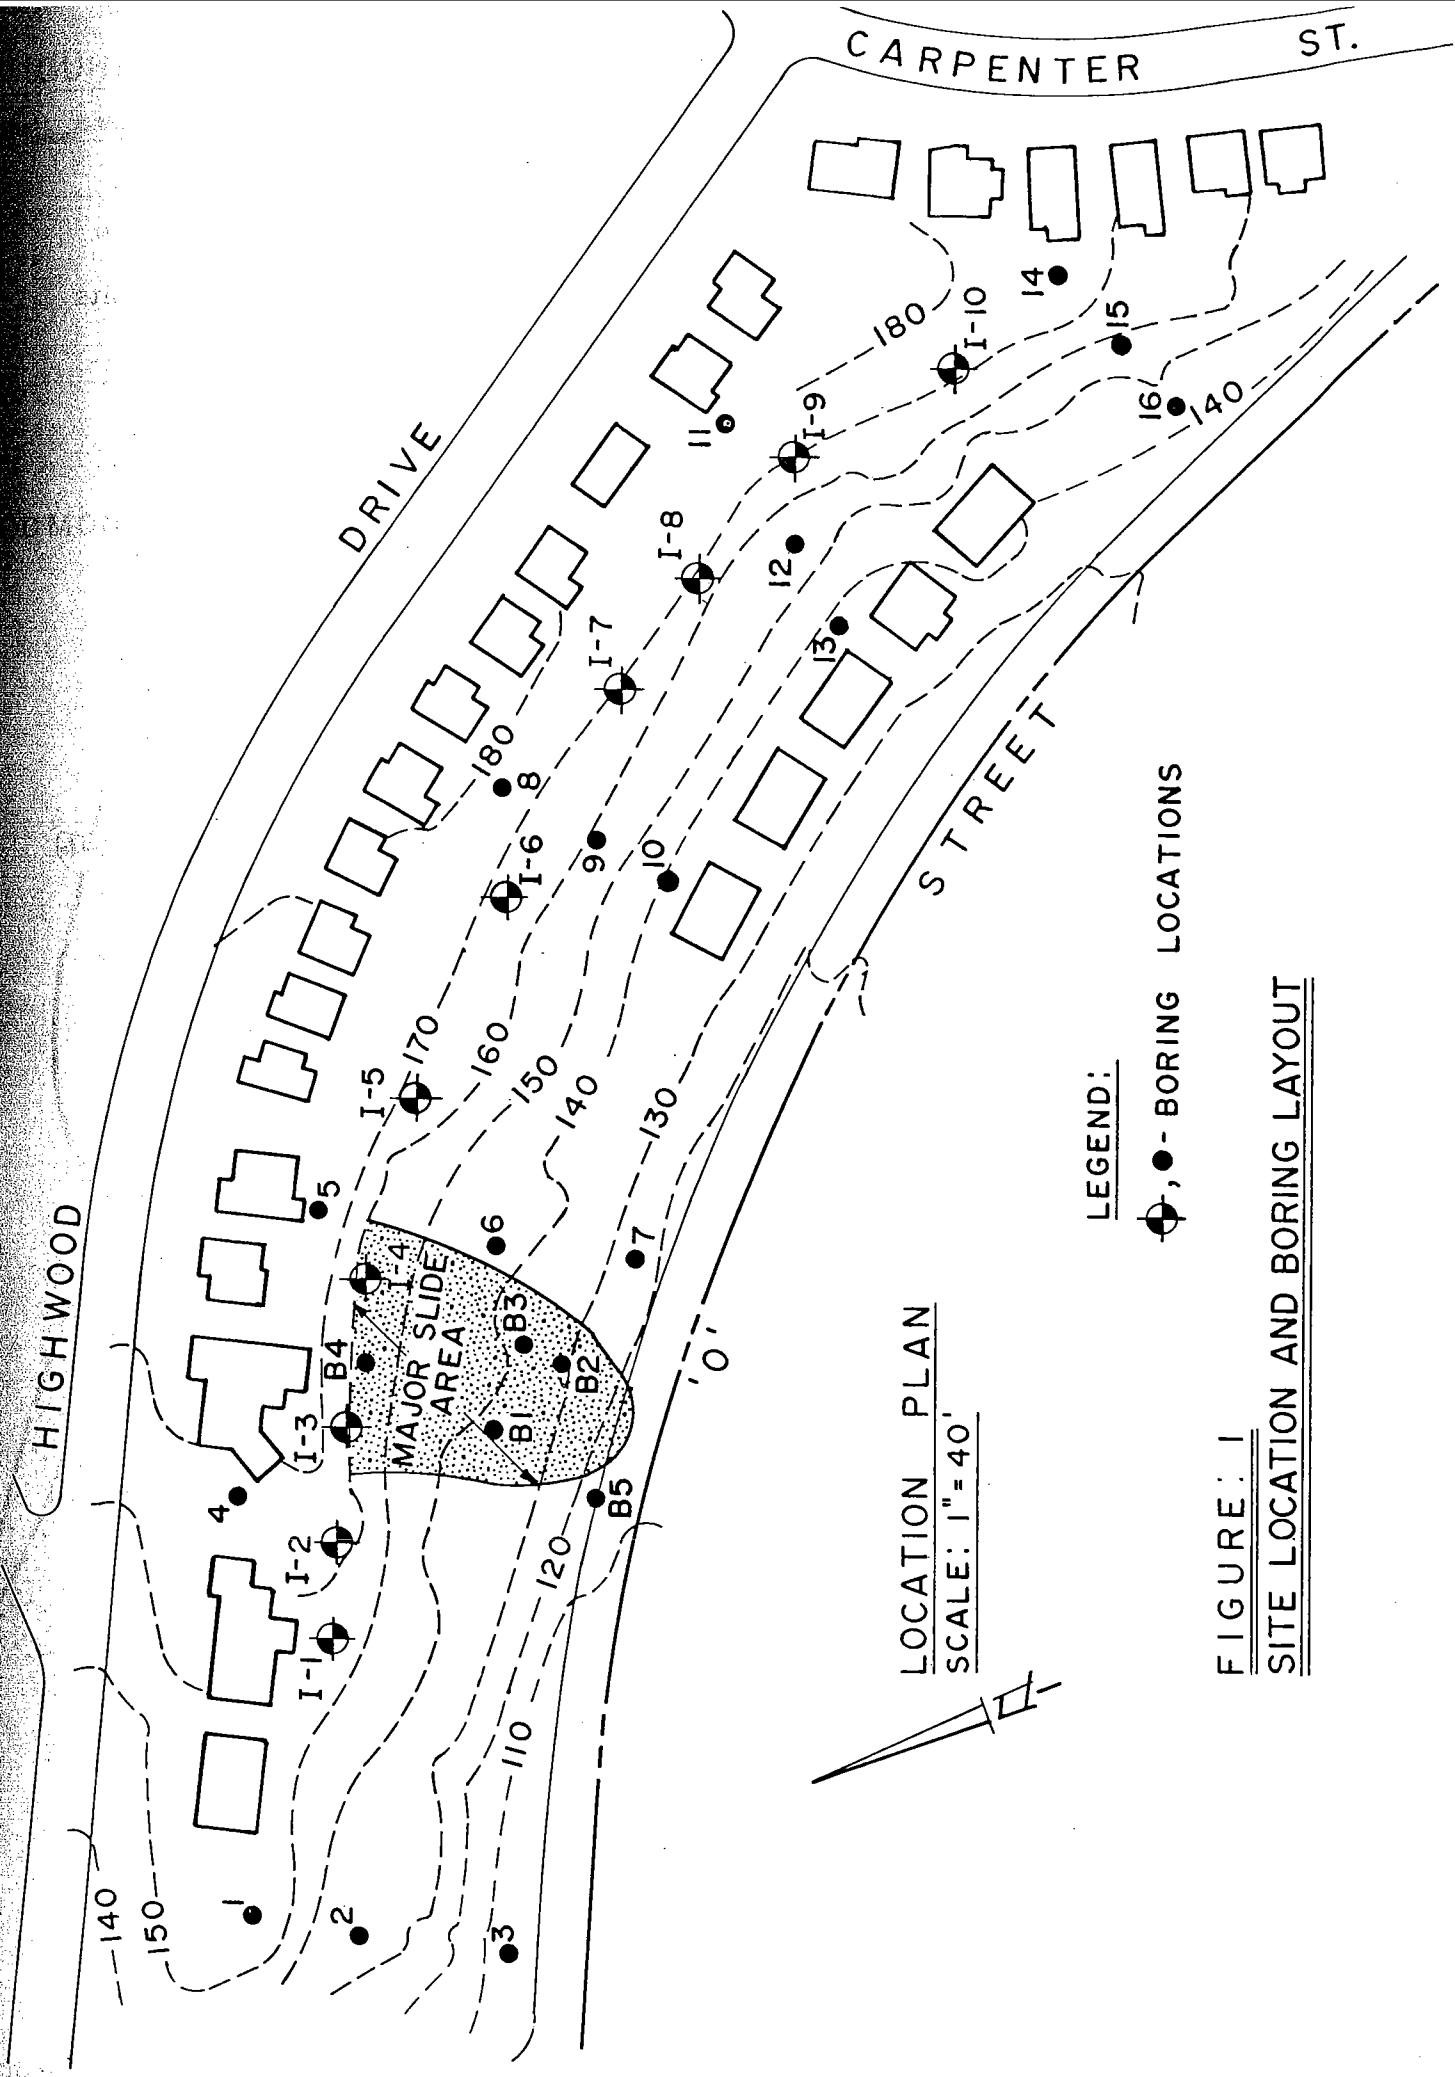 HIGHWOOD DRIVE
CARPENTER ST.
'O' STREET
140
150
110
120
130
140
150
160
170
180
180
140
1
2
3
4
5
6
7
8
9
10
11
12
13
14
15
16
I-1
I-2
I-3
I-4
I-5
I-6
I-7
I-8
I-9
I-10
B1
B2
B3
B4
B5
MAJOR SLIDE
AREA
LOCATION PLAN
SCALE: 1"=40'
LEGEND:
, - BORING LOCATIONS
FIGURE: 1
SITE LOCATION AND BORING LAYOUT